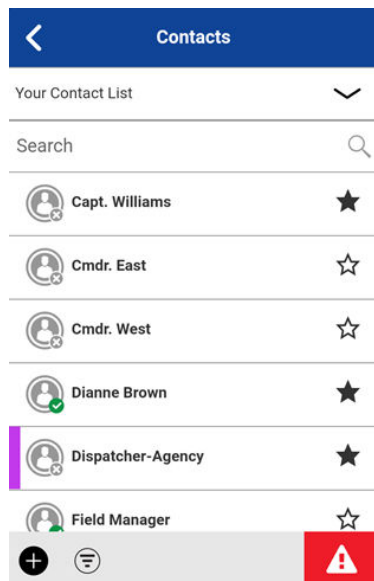 Contacts
Your Contact List
Search
Capt. Williams
Cmdr. East
Cmdr. West
Dianne Brown
Dispatcher-Agency
Field Manager